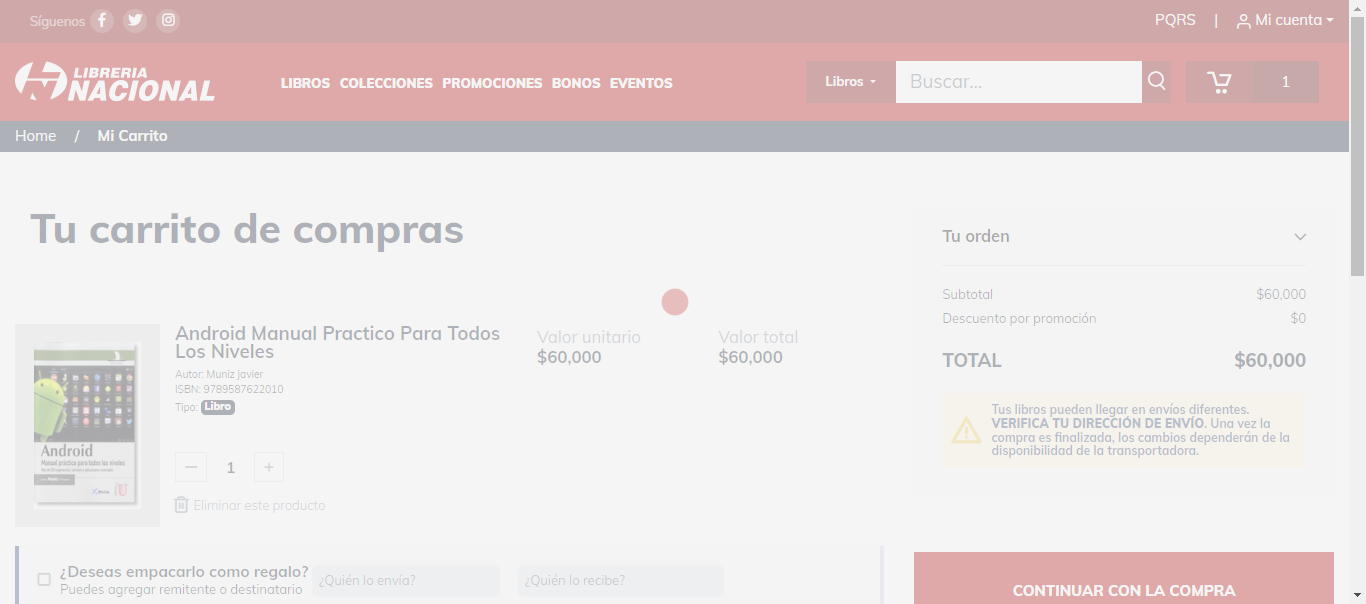 Síguenos
PQRS | Mi cuenta
LIBRERIA
NACIONAL
LIBROS COLECCIONES PROMOCIONES BONOS EVENTOS
Libros
Buscar...
1
Home / Mi Carrito
Tu carrito de compras
Android Manual Practico Para Todos
Los Niveles
Autor: Muniz javier
ISBN: 9789587622010
Tipo: Libro
Valor unitario
$60,000
Valor total
$60,000
Android
Manual práctico para todos los niveles
1
Eliminar este producto
¿Deseas empacarlo como regalo?
Puedes agregar remitente o destinatario
¿Quién lo envía?
¿Quién lo recibe?
Tu orden
Subtotal $60,000
Descuento por promoción $0
TOTAL $60,000
Tus libros pueden llegar en envíos diferentes.
VERIFICA TU DIRECCIÓN DE ENVÍO. Una vez la
compra es finalizada, los cambios dependerán de la
disponibilidad de la transportadora.
CONTINUAR CON LA COMPRA